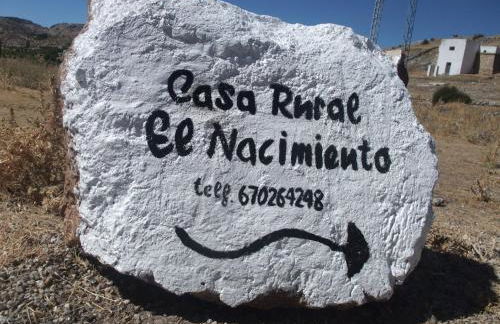 Casa Rural
El Nacimiento
telf. 670264248